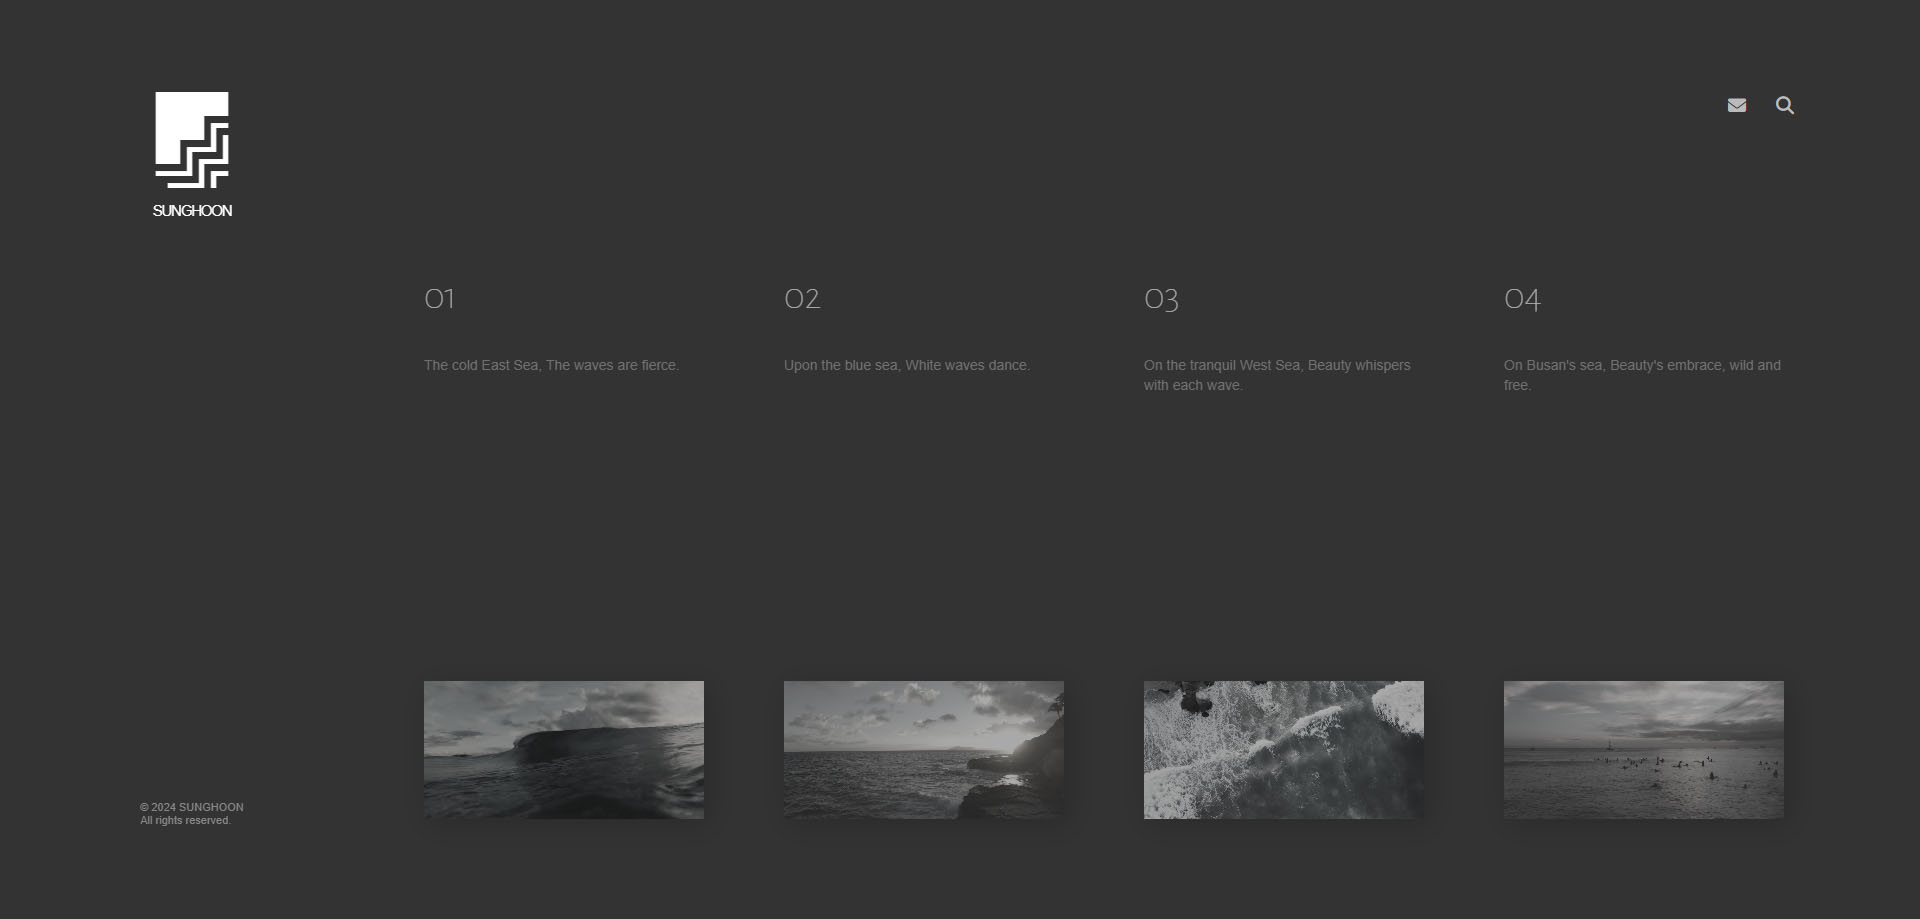 SUNGHOON
01
The cold East Sea, The waves are fierce.
02
Upon the blue sea, White waves dance.
03
On the tranquil West Sea, Beauty whispers
with each wave.
04
On Busan's sea, Beauty's embrace, wild and
free.
© 2024 SUNGHOON
All rights reserved.